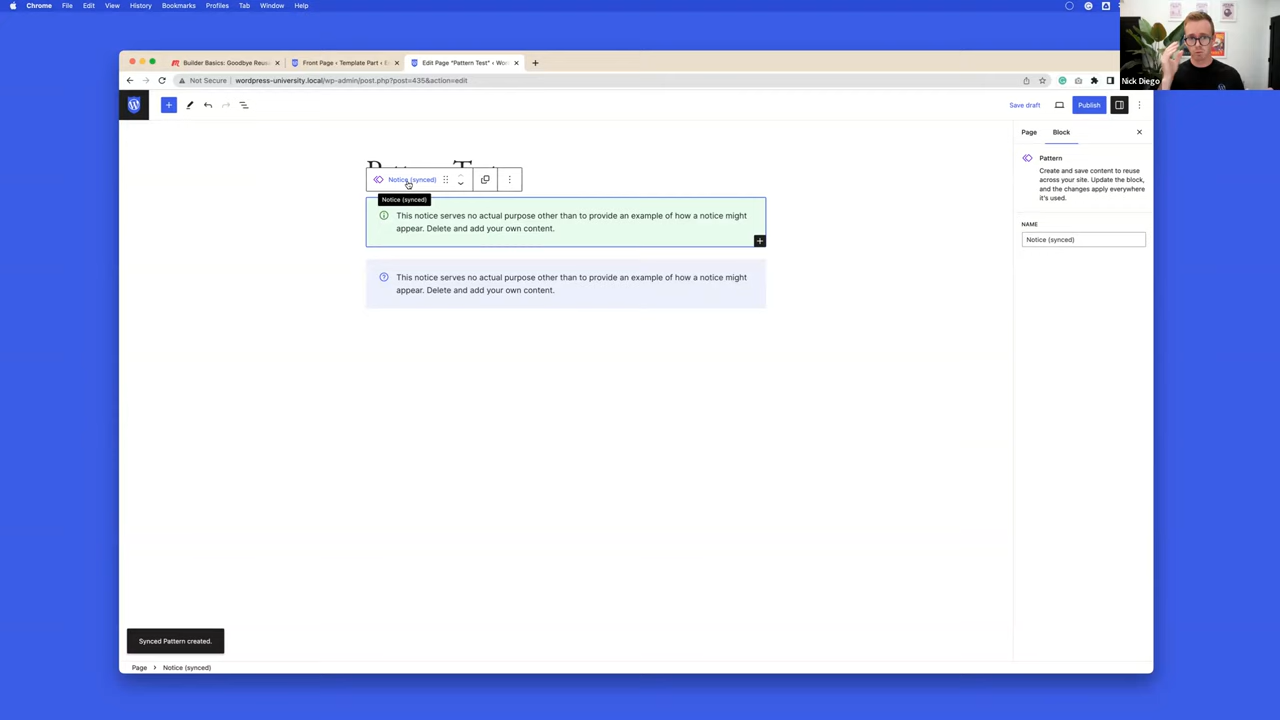 Chrome File Edit View History Bookmarks Profiles Tab Window Help
Nick Diego
Builder Basics: Goodbye Reus
Front Page ‹ Template Part ‹ E
Edit Page "Pattern Test" ‹ Wor
Not Secure wordpress-university.local/wp-admin/post.php?post=435&action=edit
Save draft
Publish
Page
Block
Pattern
Create and save content to reuse
across your site. Update the block,
and the changes apply everywhere
it's used.
NAME
Notice (synced)
Pattern Test
Notice (synced)
Notice (synced)
This notice serves no actual purpose other than to provide an example of how a notice might
appear. Delete and add your own content.
This notice serves no actual purpose other than to provide an example of how a notice might
appear. Delete and add your own content.
Synced Pattern created.
Page › Notice (synced)